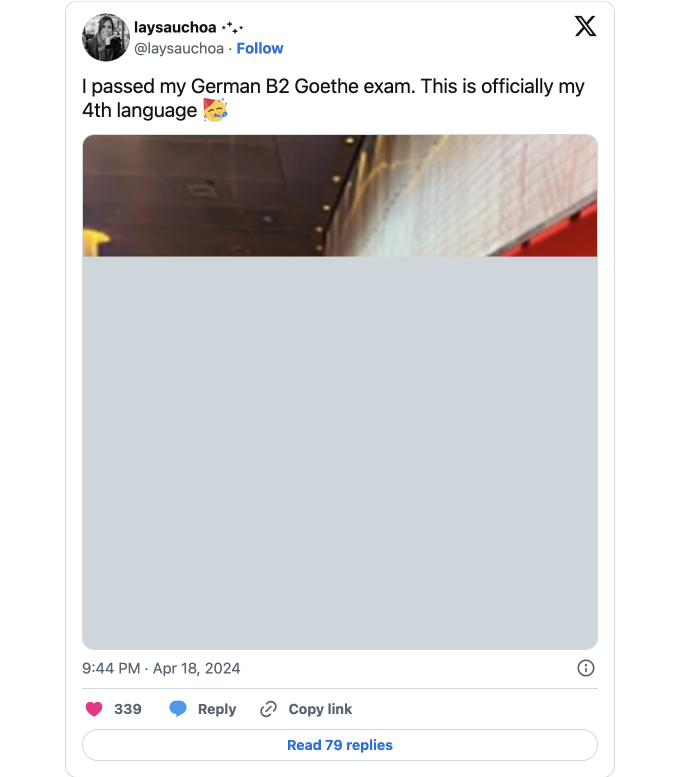 laysauchoa
@laysauchoa · Follow
I passed my German B2 Goethe exam. This is officially my
4th language 🥳
9:44 PM · Apr 18, 2024
339 Reply Copy link
Read 79 replies